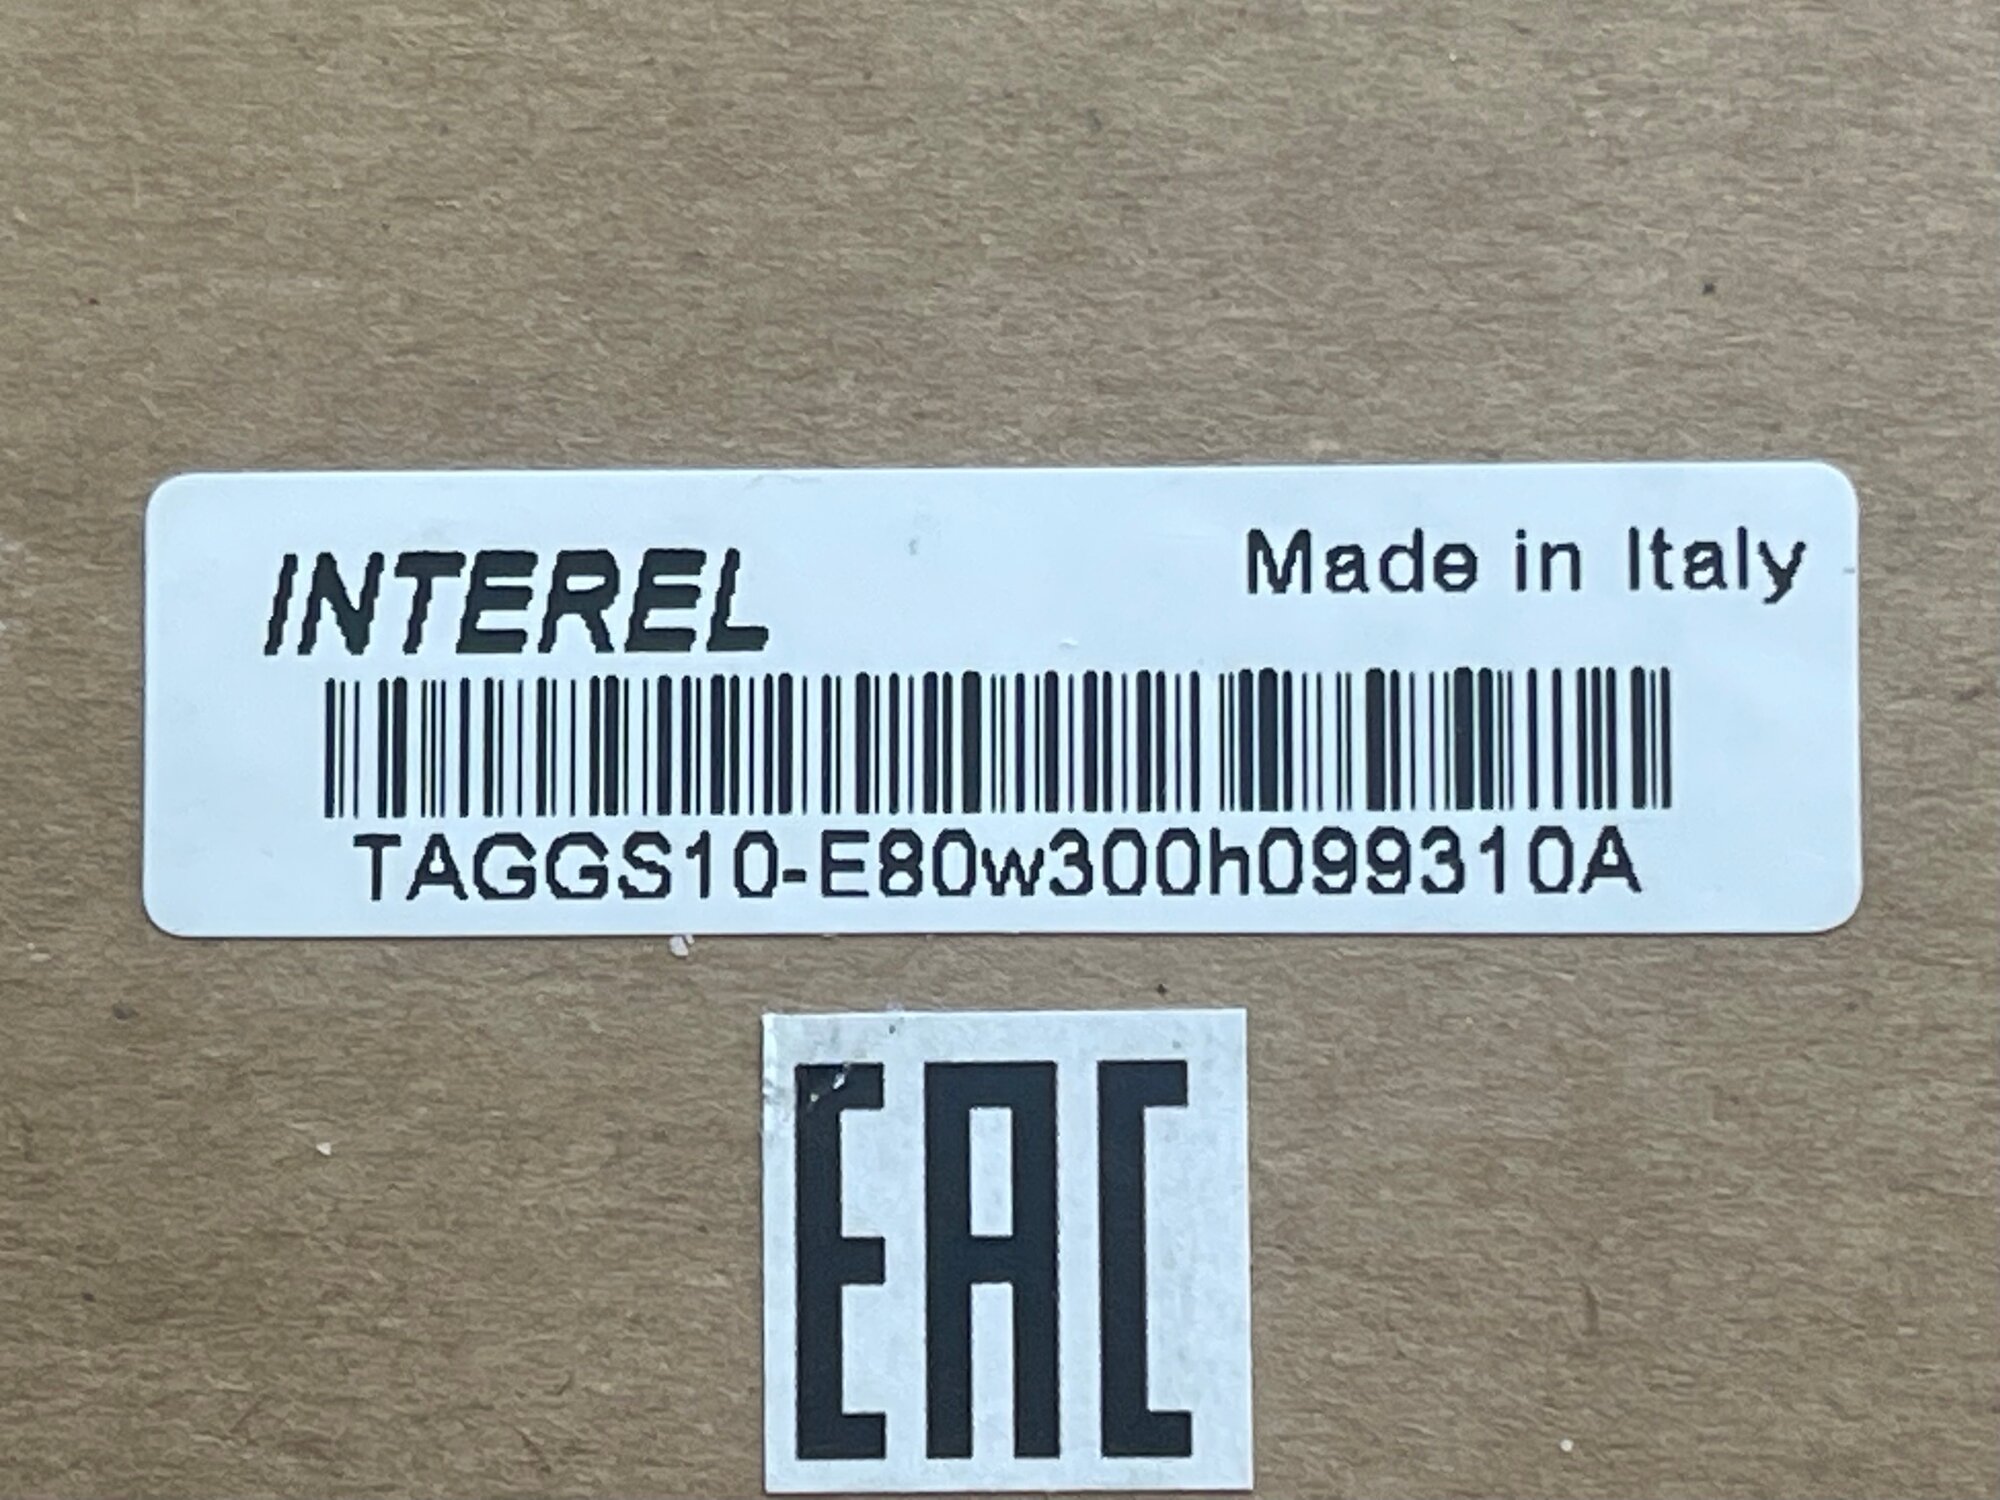 INTEREL
Made in Italy
TAGGS10-E80w300h099310A
EAC